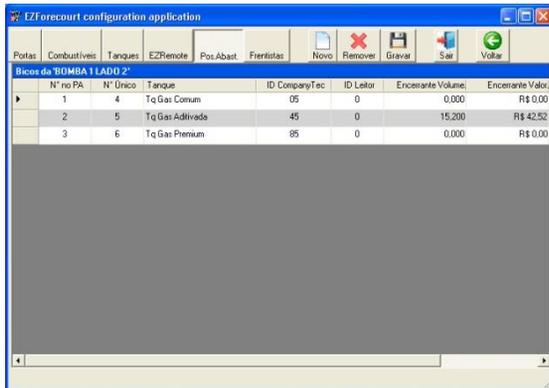 EZForecourt configuration application
Portas Combustíveis Tanques EZRemote Pos.Abast. Frentistas Novo Remover Gravar Sair Voltar
Bicos da 'BOMBA 1 LADO 2'
N° no PA N° Único Tanque ID CompanyTec ID Leitor Encerrante Volume, Encerrante Valor,
1 4 Tq Gas Comum 05 0 0,000 R$ 0,00
2 5 Tq Gas Aditivada 45 0 15,200 R$ 42,52
3 6 Tq Gas Premium 85 0 0,000 R$ 0,00